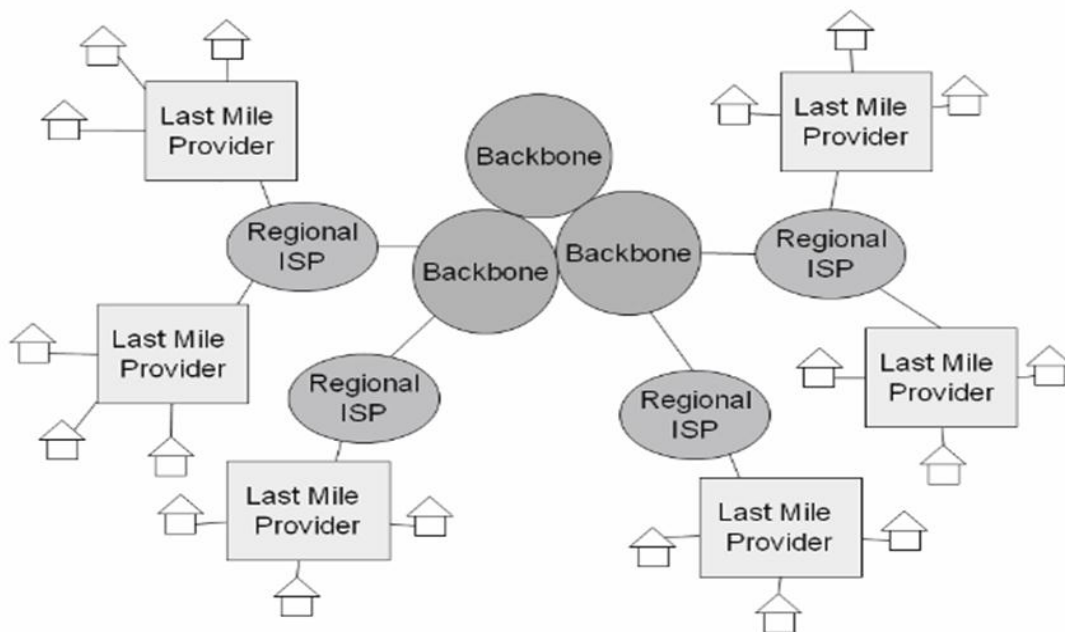 Last Mile
Provider
Last Mile
Provider
Backbone
Regional
ISP
Backbone
Backbone
Regional
ISP
Last Mile
Provider
Last Mile
Provider
Regional
ISP
Regional
ISP
Last Mile
Provider
Last Mile
Provider